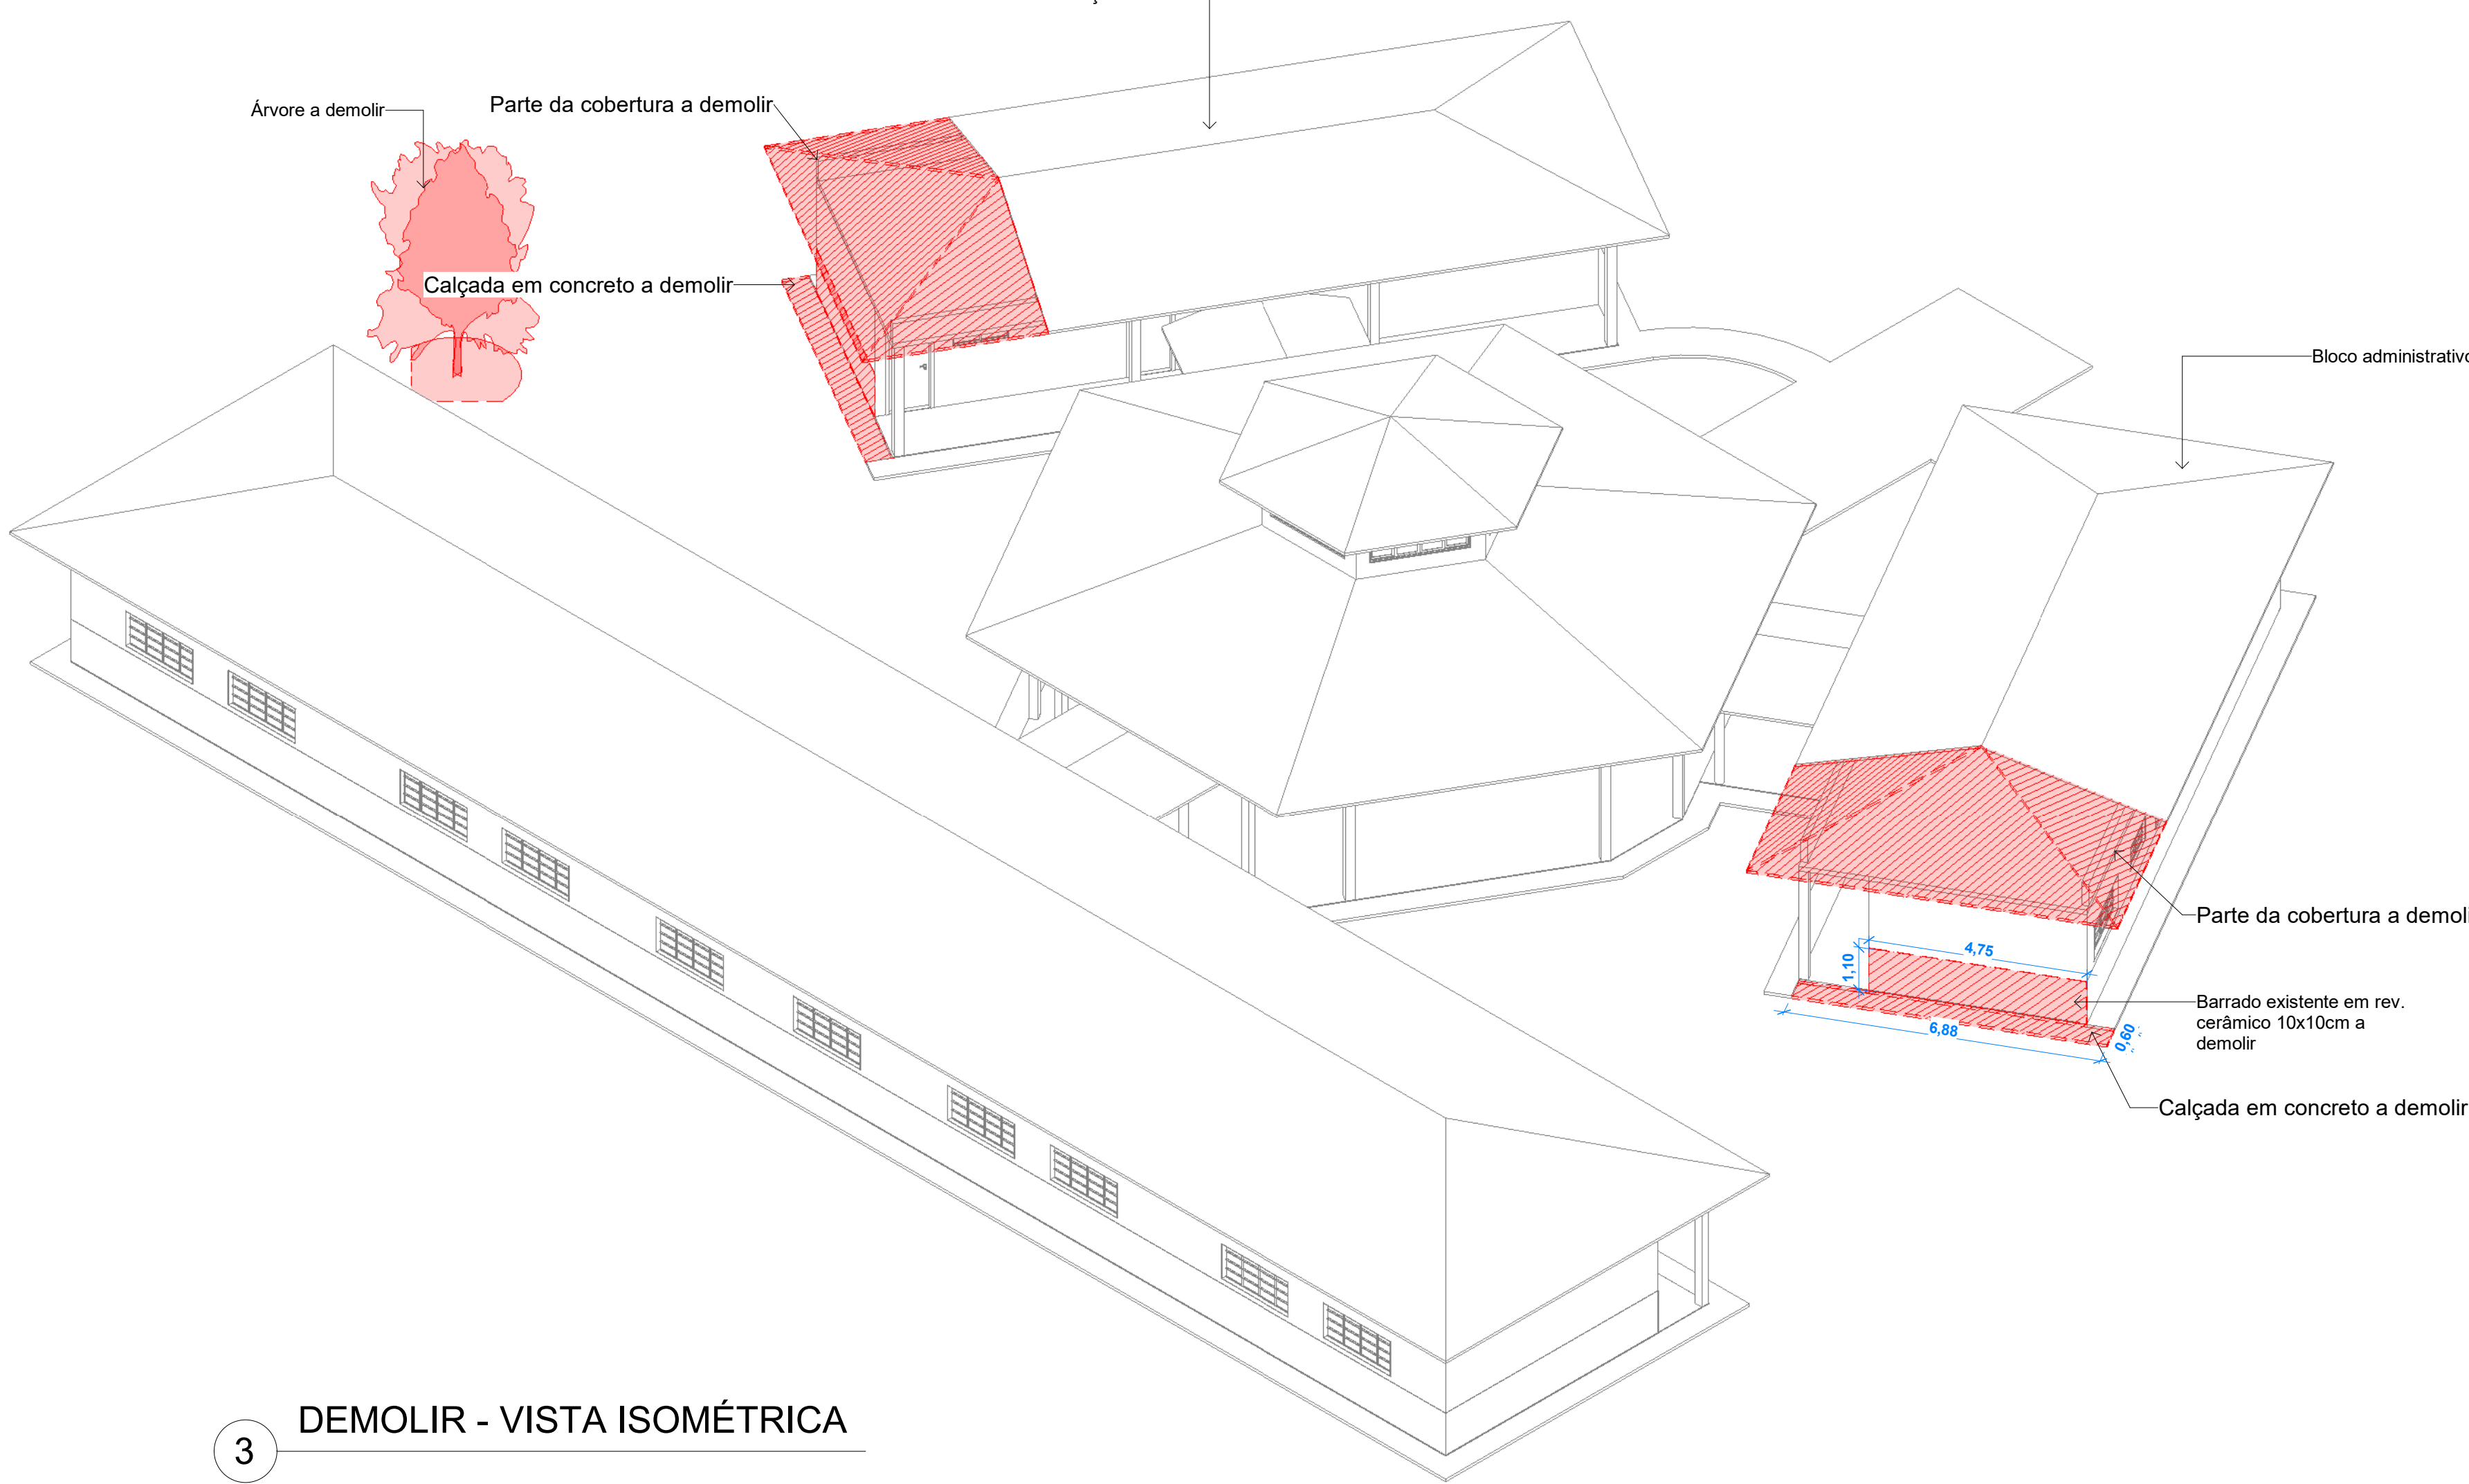 Árvore a demolir
Parte da cobertura a demolir
Calçada em concreto a demolir
Bloco administrativo
Parte da cobertura a demoli
4,75
1,10
Barrado existente em rev.
cerâmico 10x10cm a
demolir
6,88
0,60
Calçada em concreto a demolir
DEMOLIR - VISTA ISOMÉTRICA
3